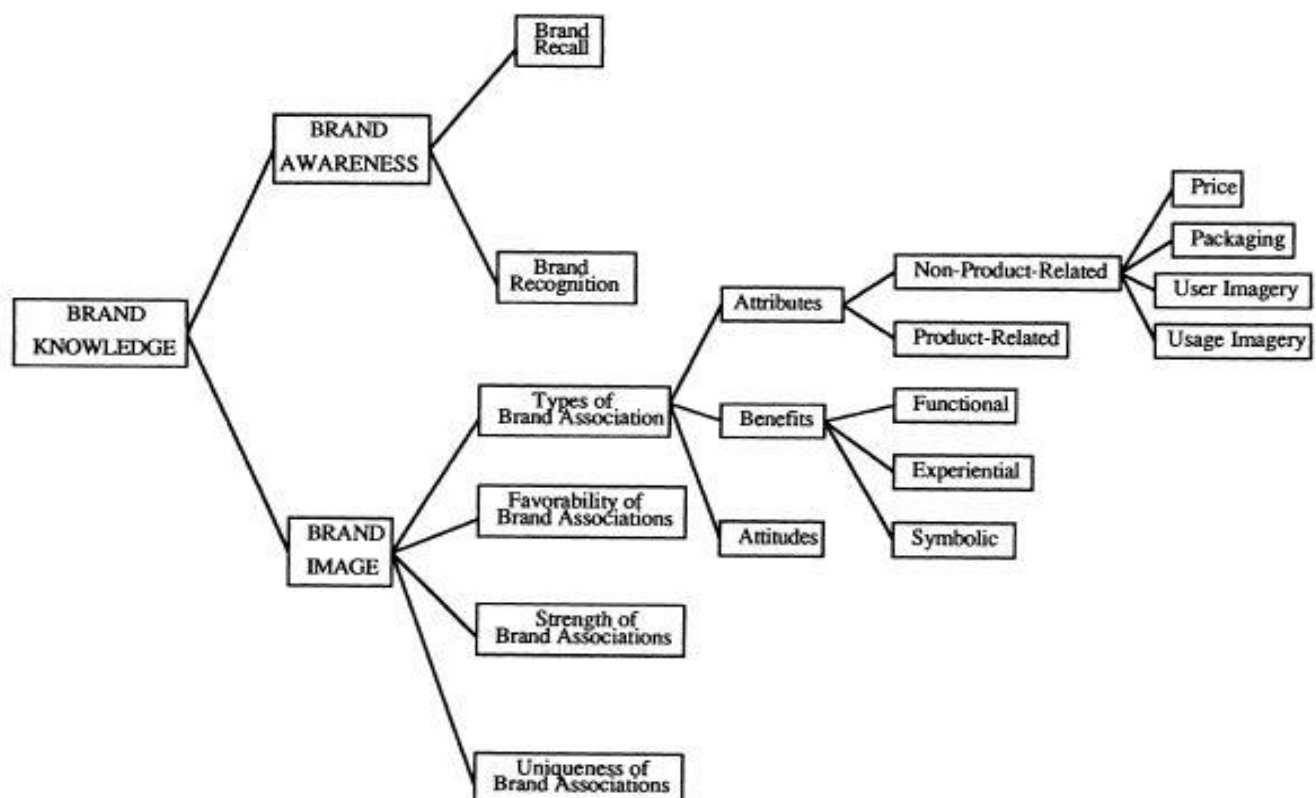 Brand
Recall
BRAND
AWARENESS
Brand
Recognition
BRAND
KNOWLEDGE
Types of
Brand Association
Favorability of
Brand Associations
BRAND
IMAGE
Strength of
Brand Associations
Uniqueness of
Brand Associations
Attributes
Benefits
Attitudes
Non-Product-Related
Product-Related
Functional
Experiential
Symbolic
Price
Packaging
User Imagery
Usage Imagery